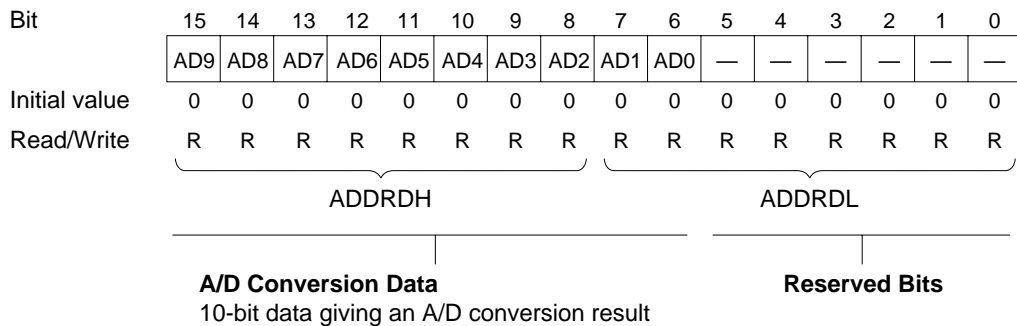 Bit 15 14 13 12 11 10 9 8 7 6 5 4 3 2 1 0
AD9 AD8 AD7 AD6 AD5 AD4 AD3 AD2 AD1 AD0 — — — — — —
Initial value 0 0 0 0 0 0 0 0 0 0 0 0 0 0 0 0
Read/Write R R R R R R R R R R R R R R R R
ADDRDH ADDRDL
A/D Conversion Data Reserved Bits
10-bit data giving an A/D conversion result